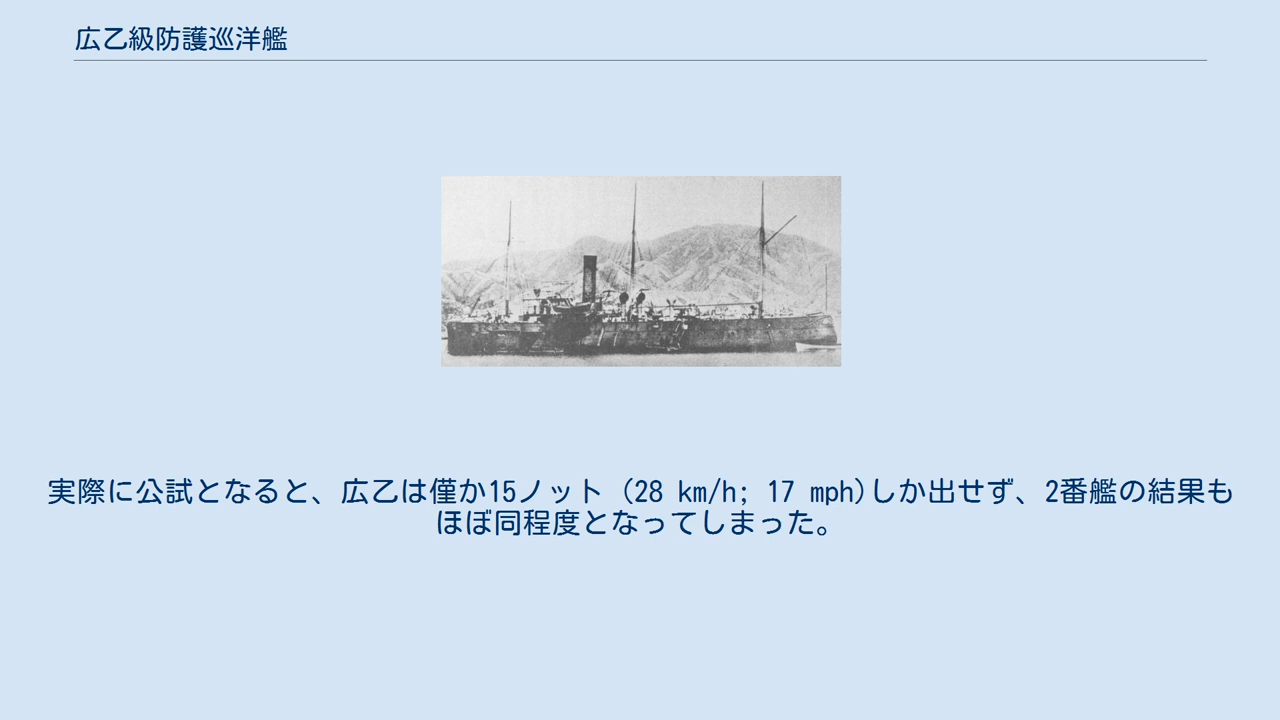 広乙級防護巡洋艦
実際に公試となると、広乙は僅か15ノット (28 km/h; 17 mph)しか出せず、2番艦の結果も
ほぼ同程度となってしまった。